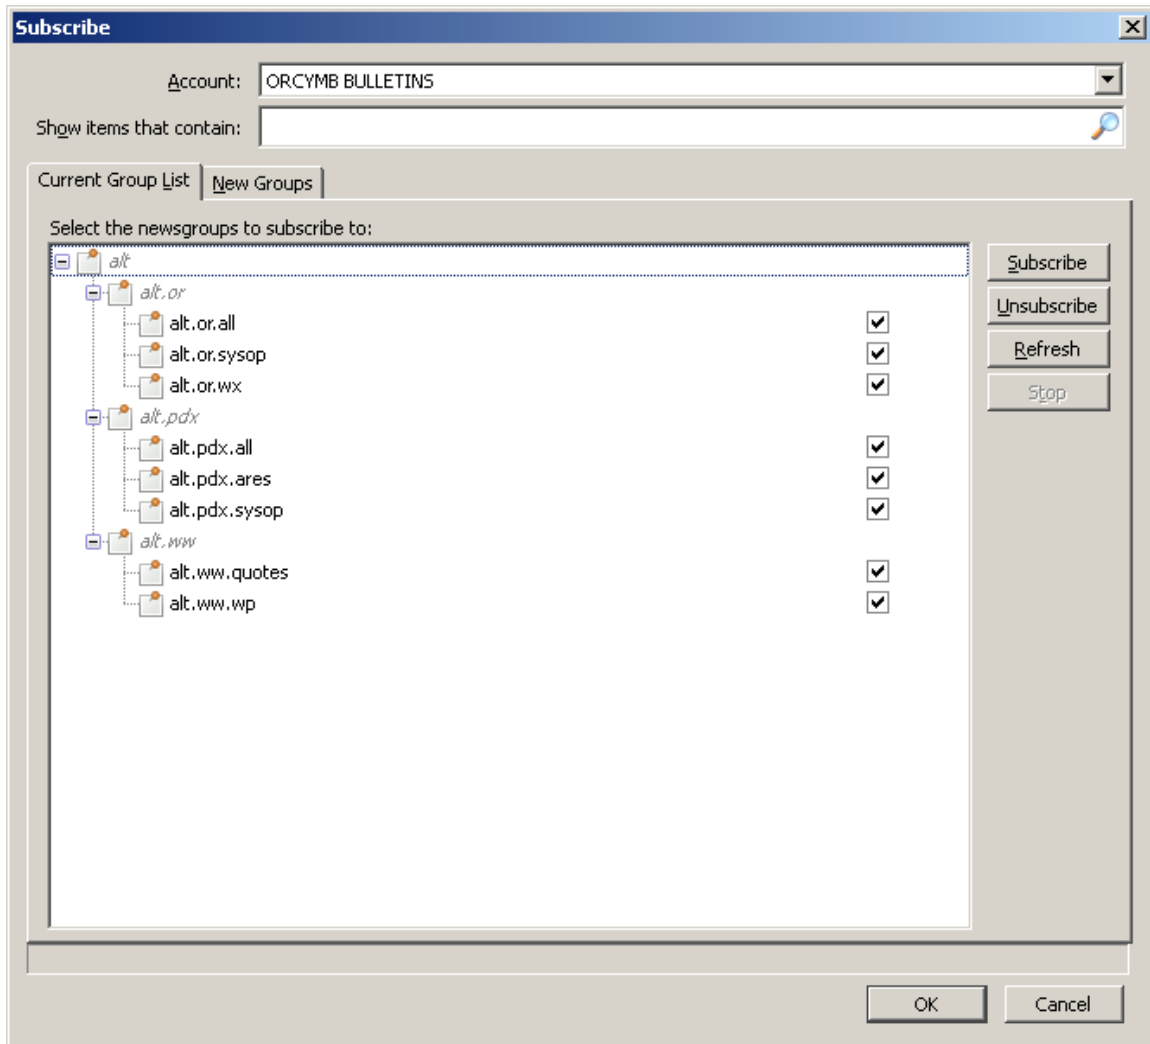 Subscribe
Account: ORCYMB BULLETINS
Show items that contain:
Current Group List New Groups
Select the newsgroups to subscribe to:
alt
alt.or
alt.or.all
alt.or.sysop
alt.or.wx
alt.pdx
alt.pdx.all
alt.pdx.ares
alt.pdx.sysop
alt.ww
alt.ww.quotes
alt.ww.wp
Subscribe
Unsubscribe
Refresh
Stop
OK Cancel